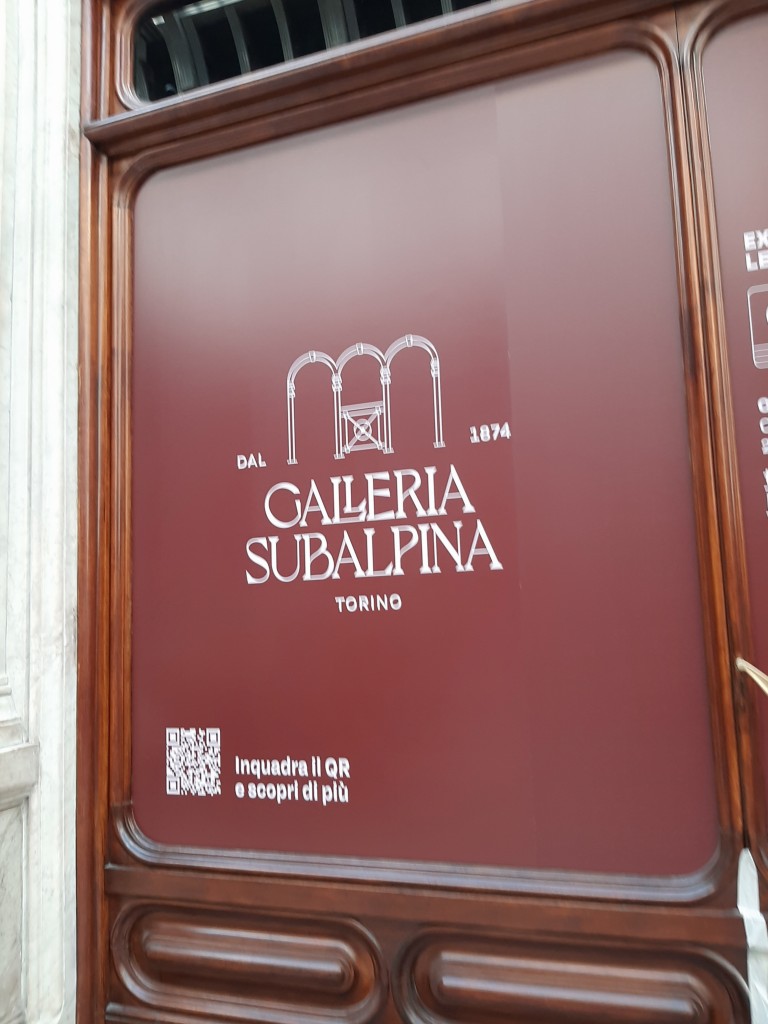 DAL
1874
GALLERIA
SUBALPINA
TORINO
Inquadra il QR
e scopri di più